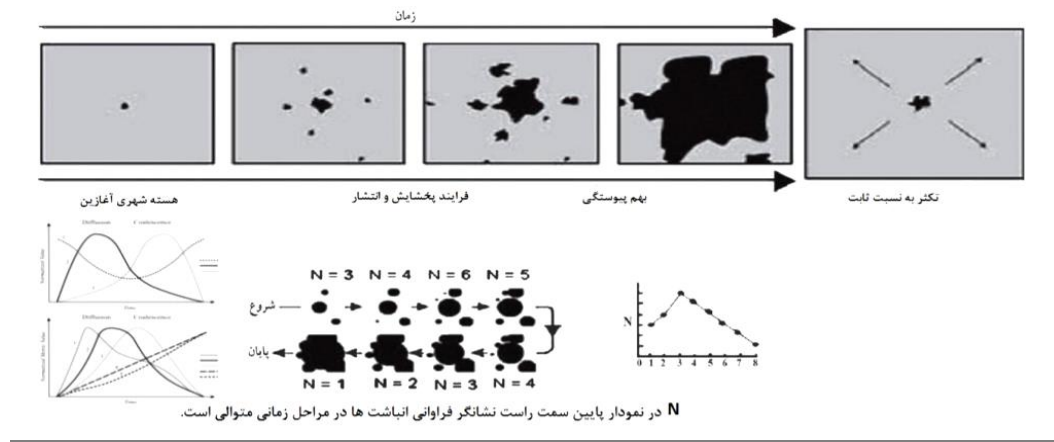 زمان
هسته شهری آغازین
فرایند پخشایش و انتشار
بهم پیوستگی
تکثر به نسبت ثابت
Diffusion
Coalescence
N = 3 N = 4 N = 6 N = 5
شروع
پایان
N = 1 N = 2 N = 3 N = 4
Diffusion
Coalescence
N
0 1 2 3 4 5 6 7 8
N در نمودار پایین سمت راست نشانگر فراوانی انباشت ها در مراحل زمانی متوالی است.